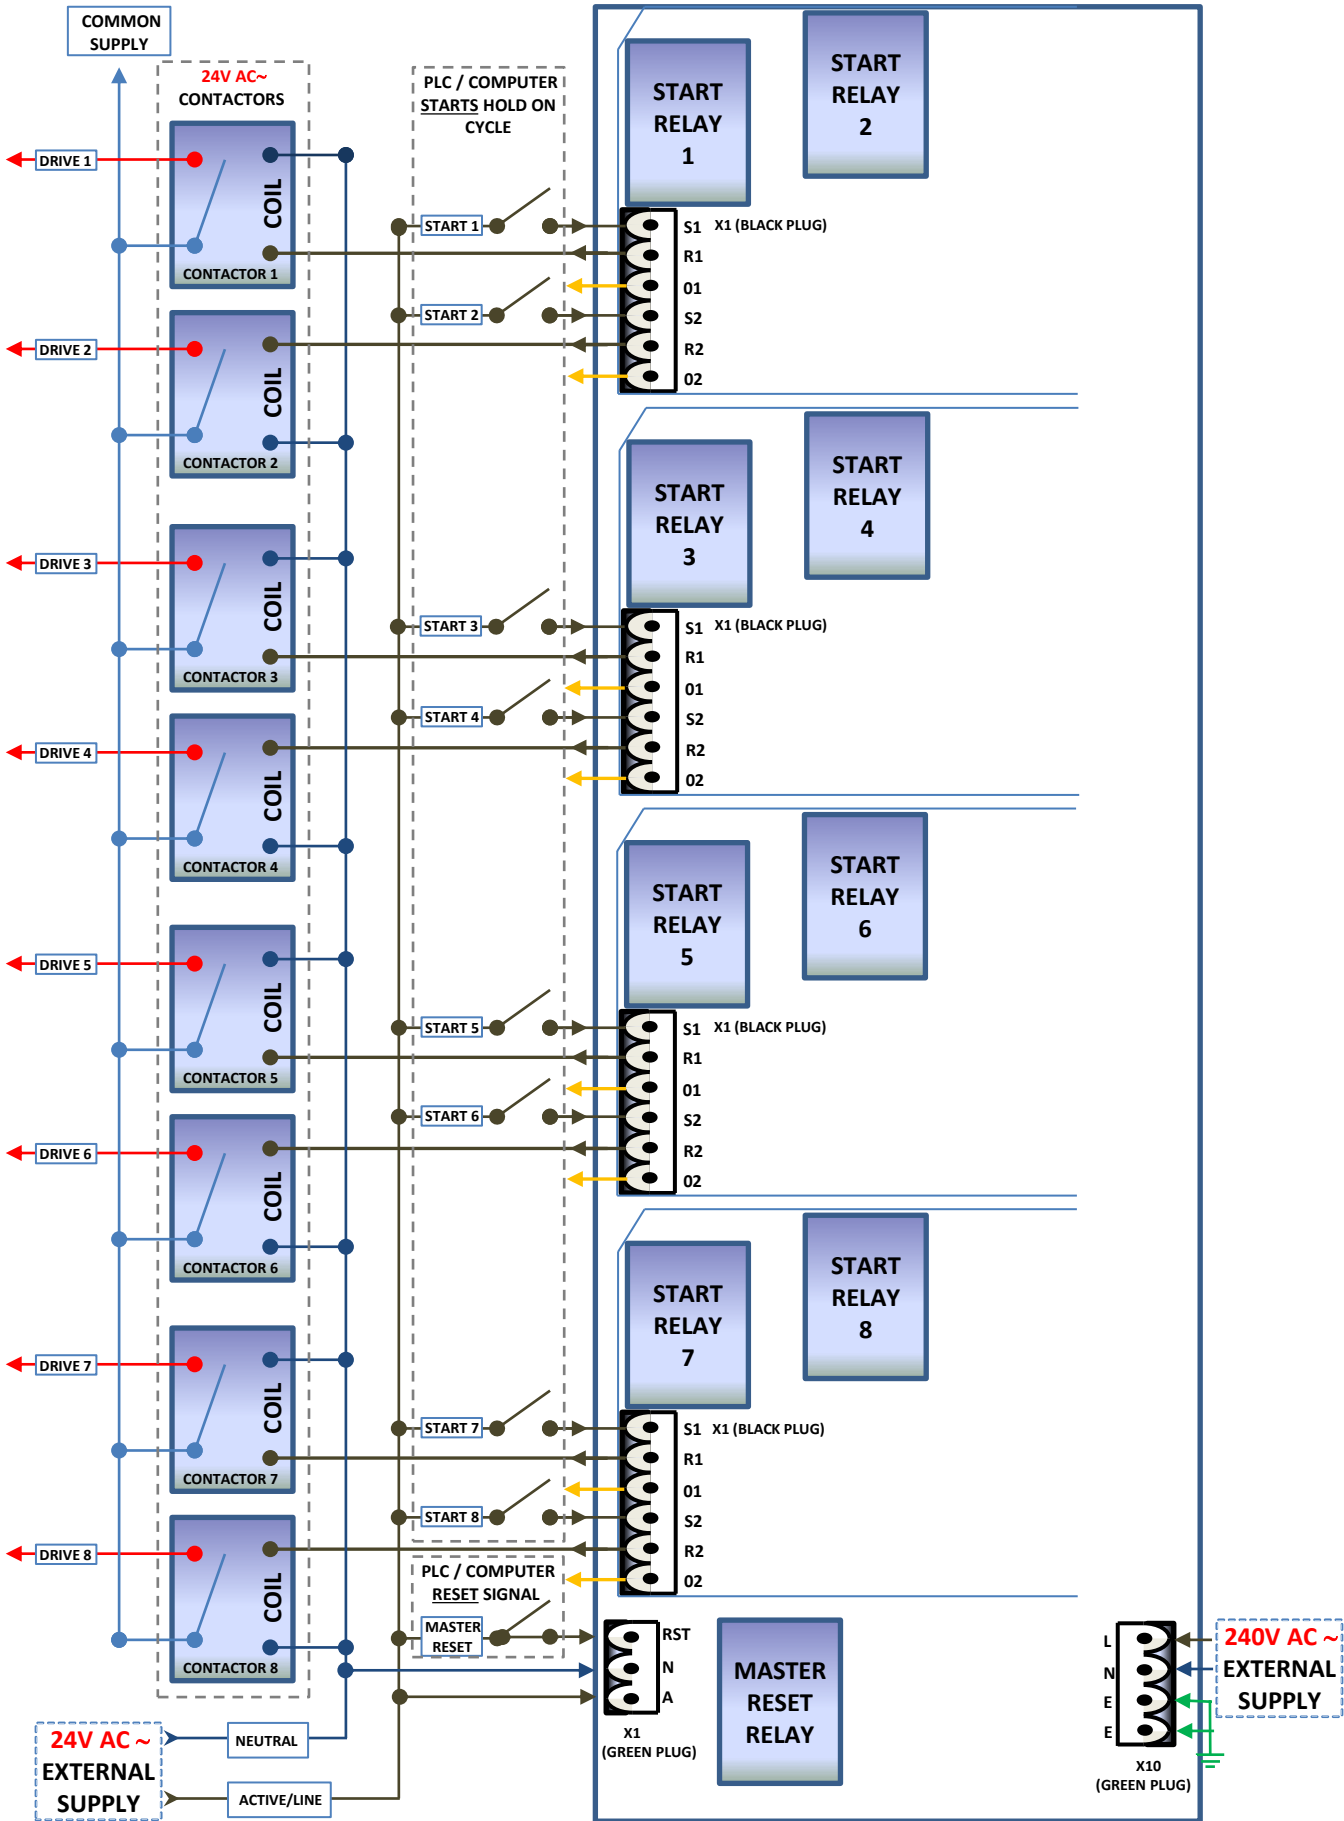 COMMON
SUPPLY
24V AC~
CONTACTORS
DRIVE 1
COIL
CONTACTOR 1
DRIVE 2
COIL
CONTACTOR 2
DRIVE 3
COIL
CONTACTOR 3
DRIVE 4
COIL
CONTACTOR 4
DRIVE 5
COIL
CONTACTOR 5
DRIVE 6
COIL
CONTACTOR 6
DRIVE 7
COIL
CONTACTOR 7
DRIVE 8
COIL
CONTACTOR 8
24V AC ~
EXTERNAL
SUPPLY
NEUTRAL
ACTIVE/LINE
PLC / COMPUTER
STARTS HOLD ON
CYCLE
START 1
START 2
START 3
START 4
START 5
START 6
START 7
START 8
PLC / COMPUTER
RESET SIGNAL
MASTER
RESET
START
RELAY
1
START
RELAY
2
S1 X1 (BLACK PLUG)
R1
01
S2
R2
02
START
RELAY
3
START
RELAY
4
S1 X1 (BLACK PLUG)
R1
01
S2
R2
02
START
RELAY
5
START
RELAY
6
S1 X1 (BLACK PLUG)
R1
01
S2
R2
02
START
RELAY
7
START
RELAY
8
S1 X1 (BLACK PLUG)
R1
01
S2
R2
02
RST
N
A
X1
(GREEN PLUG)
MASTER
RESET
RELAY
L
N
E
E
X10
(GREEN PLUG)
240V AC ~
EXTERNAL
SUPPLY